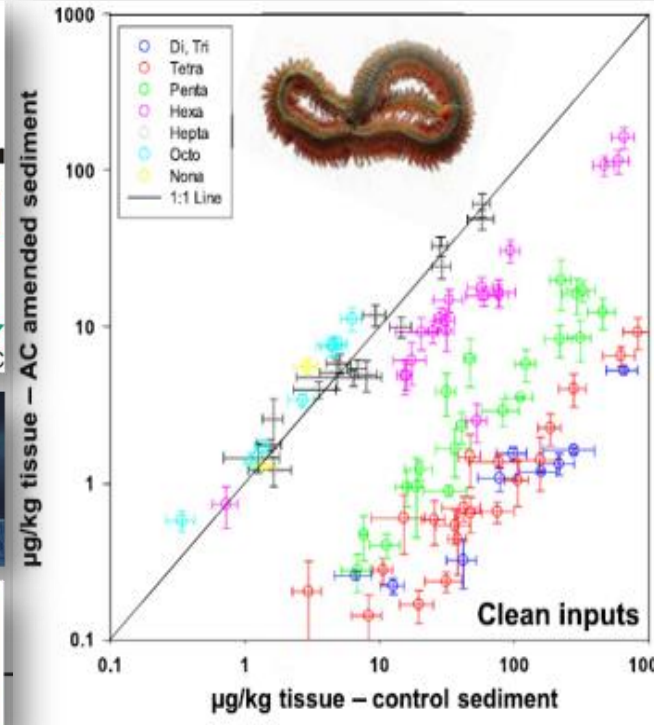 1000
100
10
1
0.1
µg/kg tissue – AC amended sediment
Di, Tri
Tetra
Penta
Hexa
Hepta
Octo
Nona
1:1 Line
Clean inputs
0.1
1
10
100
100
µg/kg tissue – control sediment